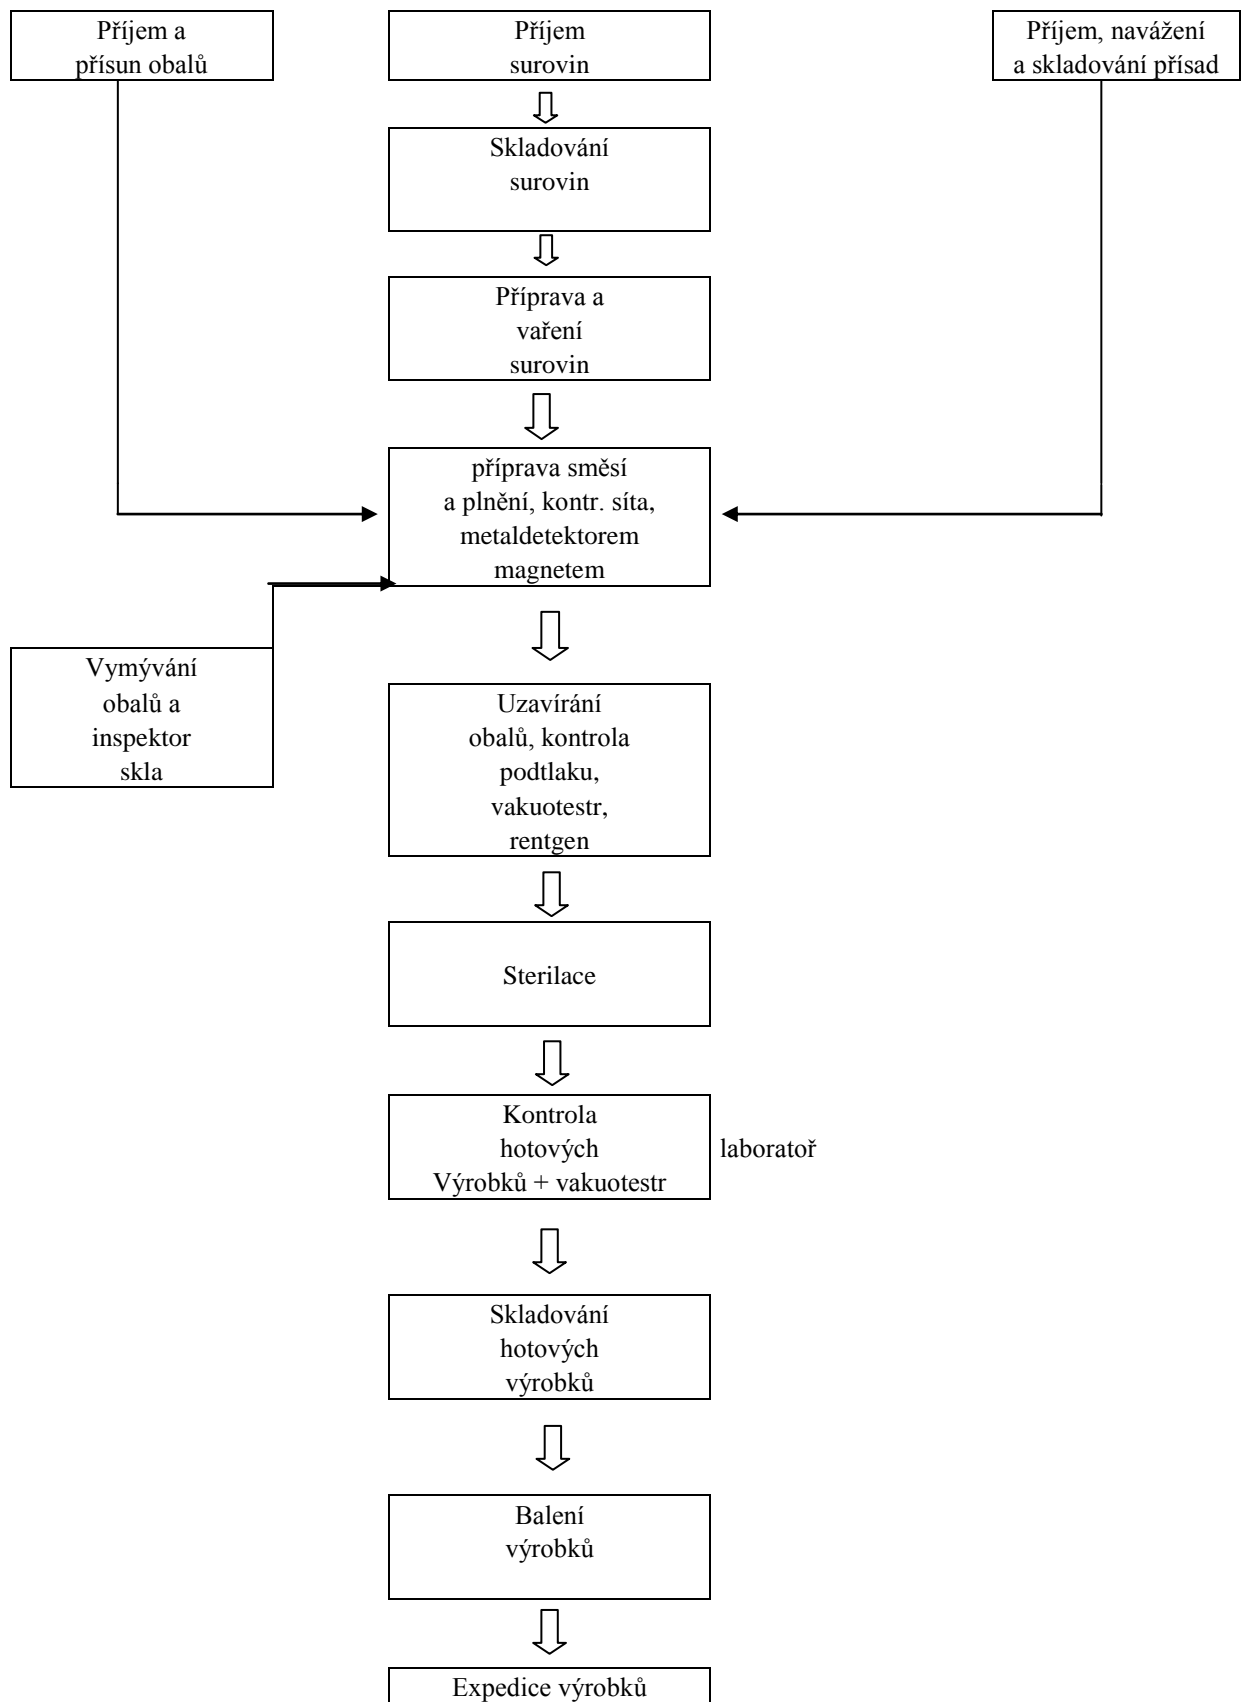 Příjem a
přísun obalů
Příjem
surovin
Příjem, navážení
a skladování přísad
Skladování
surovin
Příprava a
vaření
surovin
příprava směsí
a plnění, kontr. síta,
metaldetektorem
magnetem
Vymývání
obalů a
inspektor
skla
Uzavírání
obalů, kontrola
podtlaku,
vakuotestr,
rentgen
Sterilace
Kontrola
hotových
Výrobků + vakuotestr
laboratoř
Skladování
hotových
výrobků
Balení
výrobků
Expedice výrobků